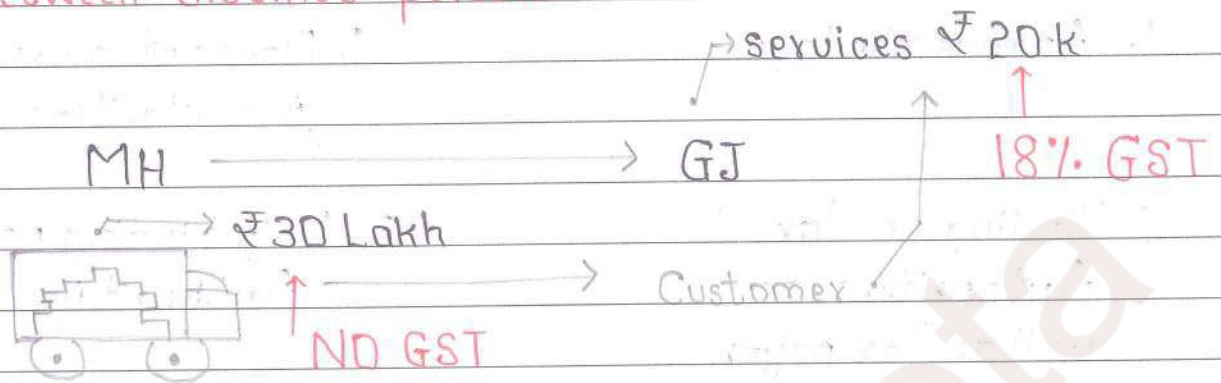 services ₹ 20k
MH → GJ 18% GST
₹30 Lakh
Customer
NO GST